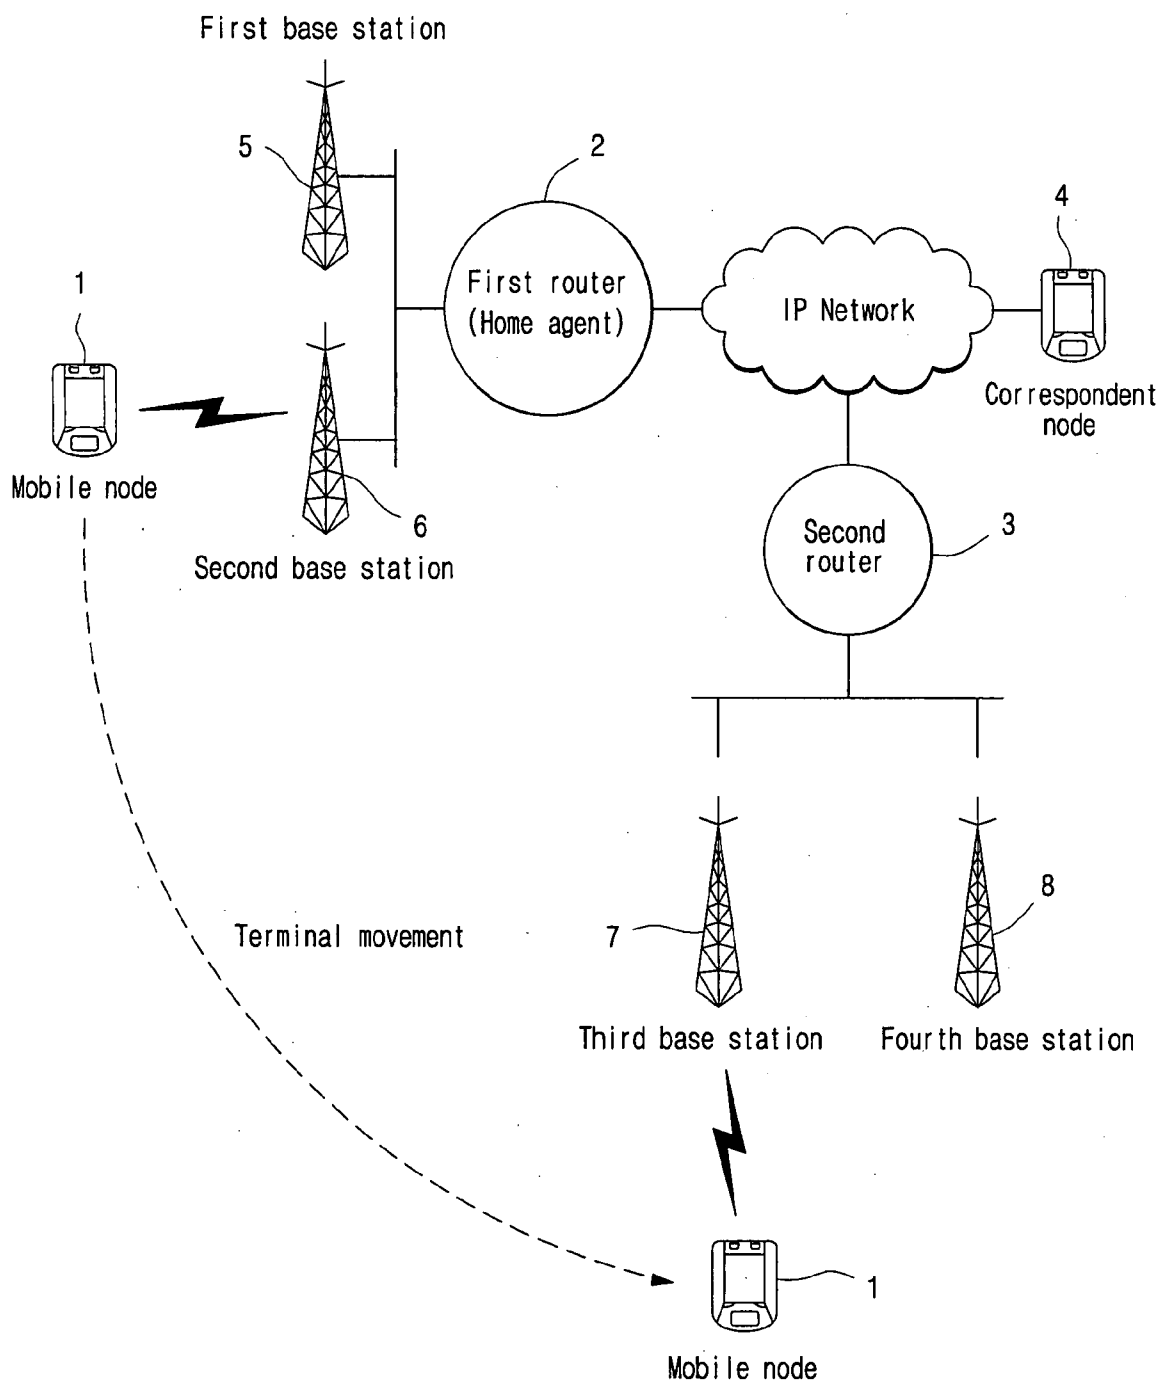 First base station
5
2
4
1
First router
(Home agent)
IP Network
Correspondent
node
Mobile node
6
Second base station
Second
router
3
8
7
Terminal movement
Third base station
Fourth base station
1
Mobile node